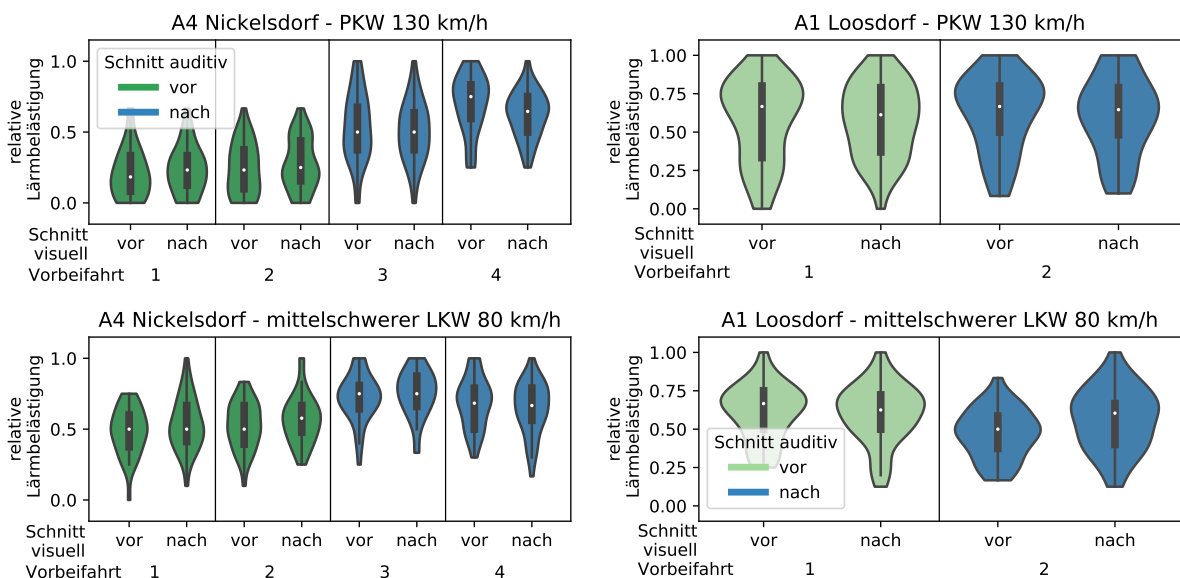 A4 Nickelsdorf - PKW 130 km/h
relative
Lärmbelästigung
1.0
0.5
0.0
Schnitt auditiv
vor
nach
Schnitt
visuell
vor nach vor nach vor nach vor nach
Vorbeifahrt 1 2 3 4
A1 Loosdorf - PKW 130 km/h
relative
Lärmbelästigung
1.00
0.75
0.50
0.25
0.00
Schnitt
visuell
vor nach vor nach
Vorbeifahrt 1 2
A4 Nickelsdorf - mittelschwerer LKW 80 km/h
relative
Lärmbelästigung
1.0
0.5
0.0
Schnitt
visuell
vor nach vor nach vor nach vor nach
Vorbeifahrt 1 2 3 4
A1 Loosdorf - mittelschwerer LKW 80 km/h
relative
Lärmbelästigung
1.00
0.75
0.50
0.25
0.00
Schnitt auditiv
vor
nach
Schnitt
visuell
vor nach vor nach
Vorbeifahrt 1 2